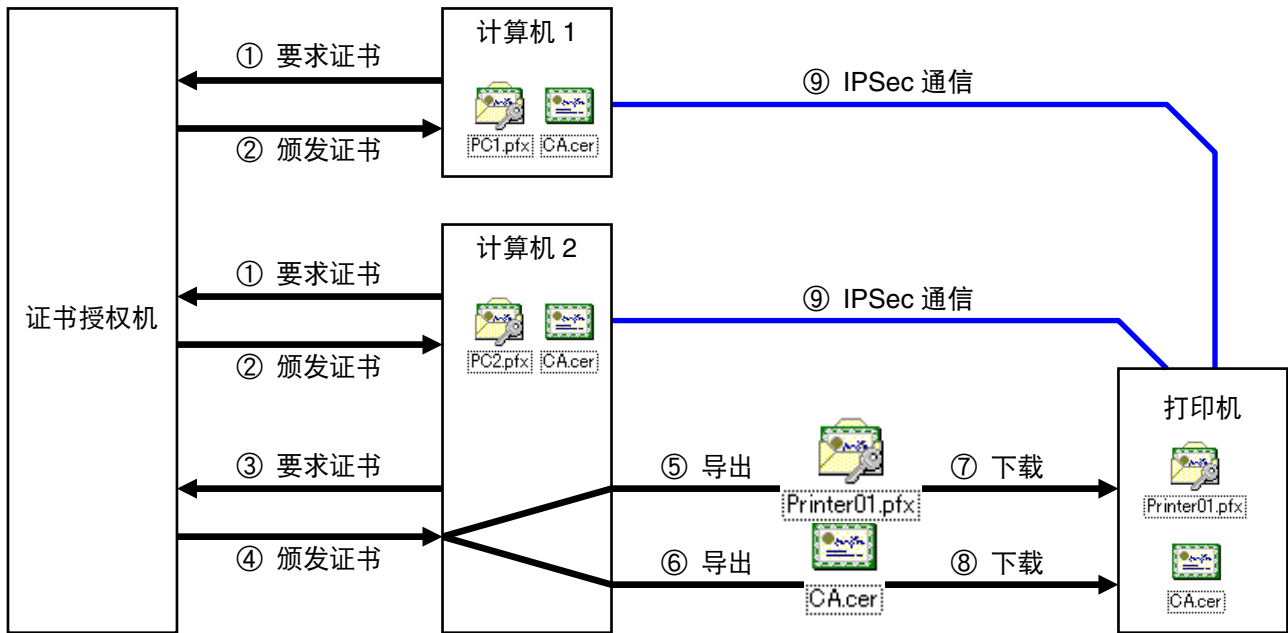 计算机 1
① 要求证书
② 颁发证书
PC1.pfx CA.cer
⑨ IPSec 通信
证书授权机
计算机 2
① 要求证书
② 颁发证书
PC2.pfx CA.cer
⑨ IPSec 通信
③ 要求证书
④ 颁发证书
⑤ 导出
Printer01.pfx
⑦ 下载
⑥ 导出
CA.cer
⑧ 下载
打印机
Printer01.pfx
CA.cer